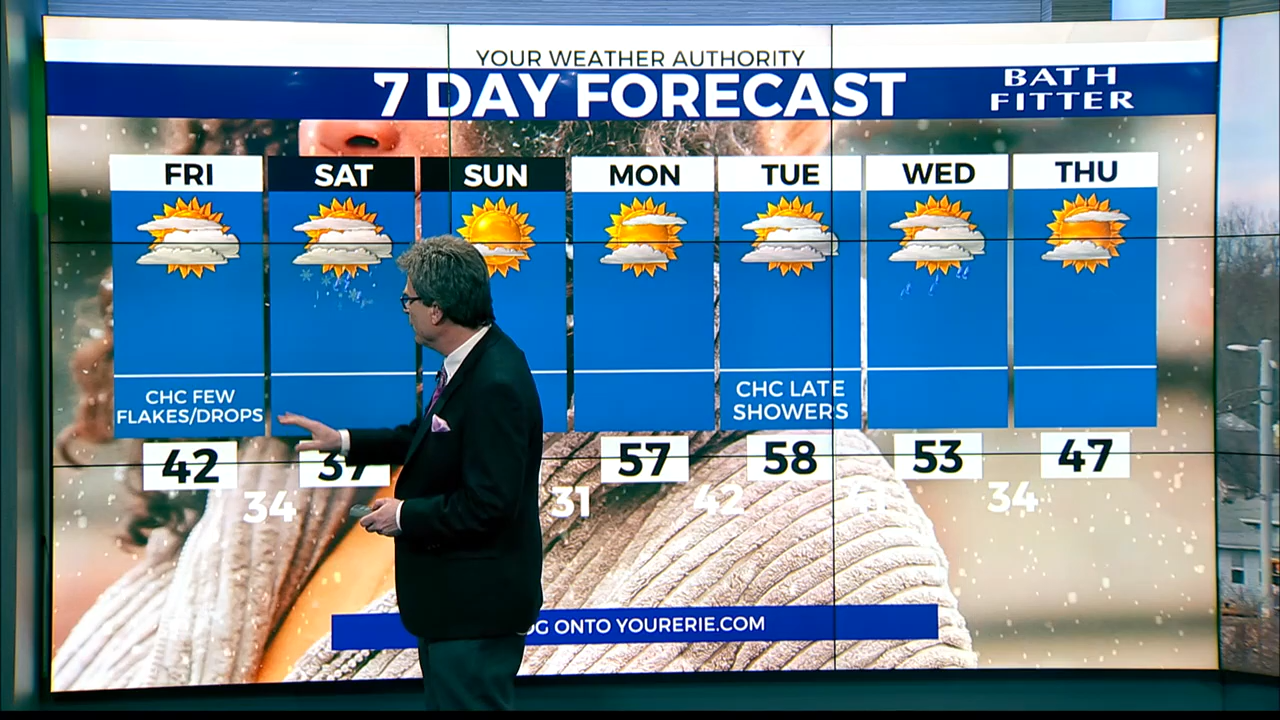 YOUR WEATHER AUTHORITY
7 DAY FORECAST
BATH
FITTER
FRI
SAT
SUN
MON
TUE
WED
THU
CHC FEW
FLAKES/DROPS
CHC LATE
SHOWERS
42
37
57
58
53
47
34
31
42
34
ONTO YOURERIE.COM